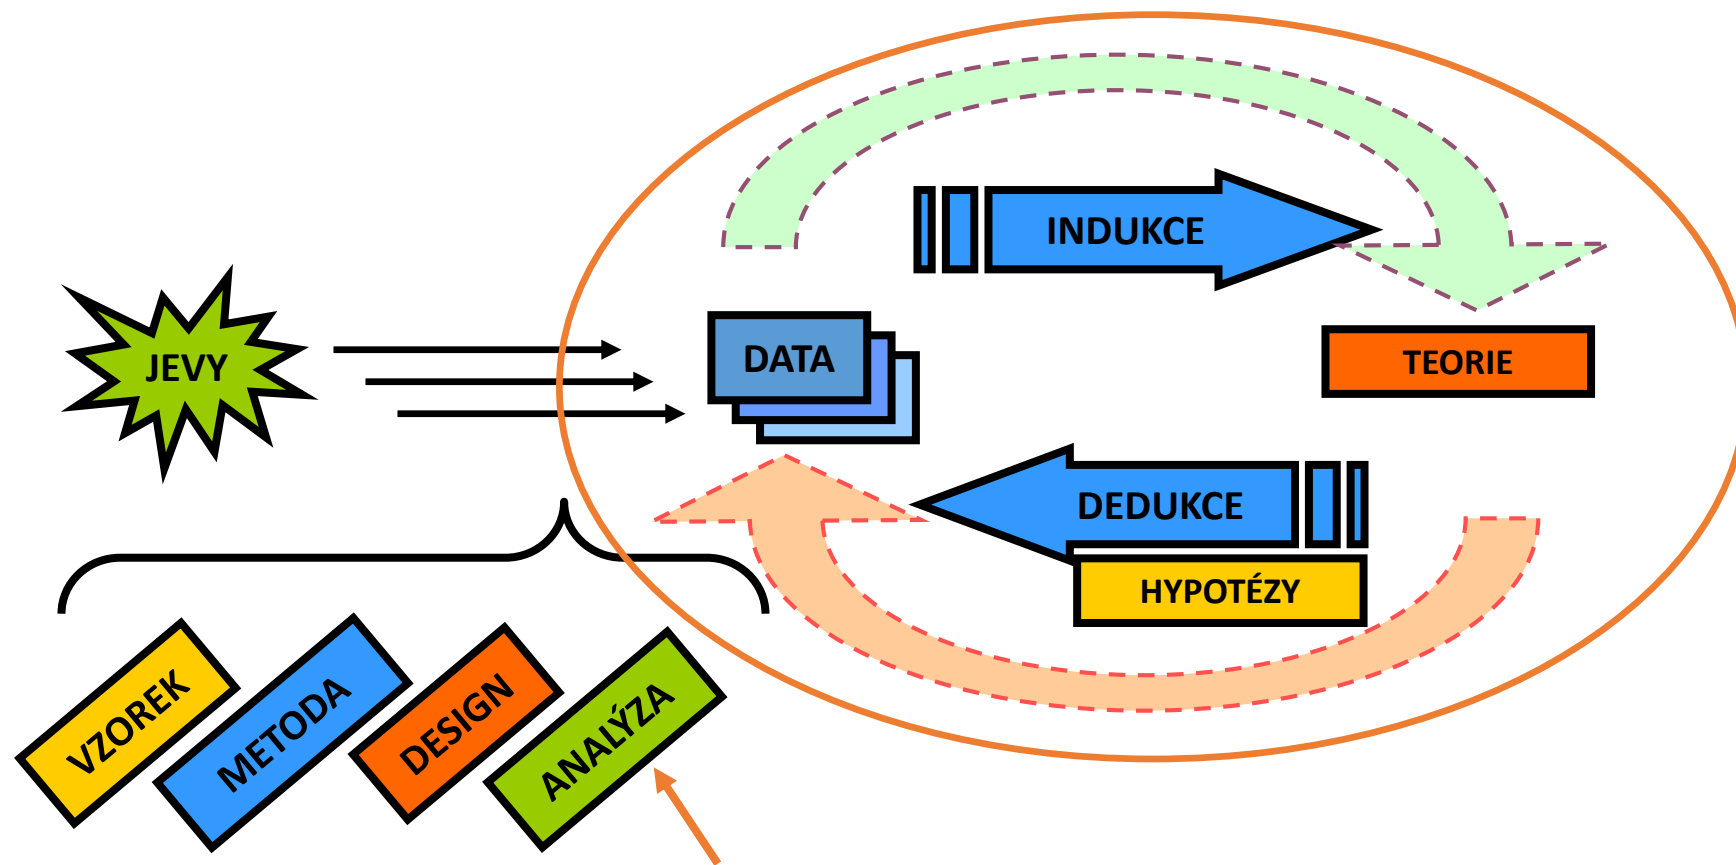 INDUKCE
JEVY
DATA
TEORIE
DEDUKCE
HYPOTÉZY
VZOREK
METODA
DESIGN
ANALÝZA